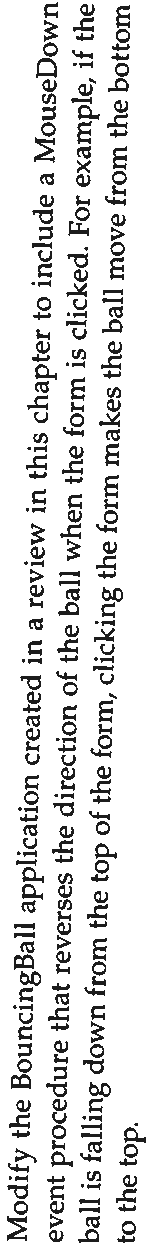 Modify the BouncingBall application created in a review in this chapter to include a MouseDown
event procedure that reverses the direction of the ball when the form is clicked. For example, if the
ball is falling down from the top of the form, clicking the form makes the ball move from the bottom
to the top.